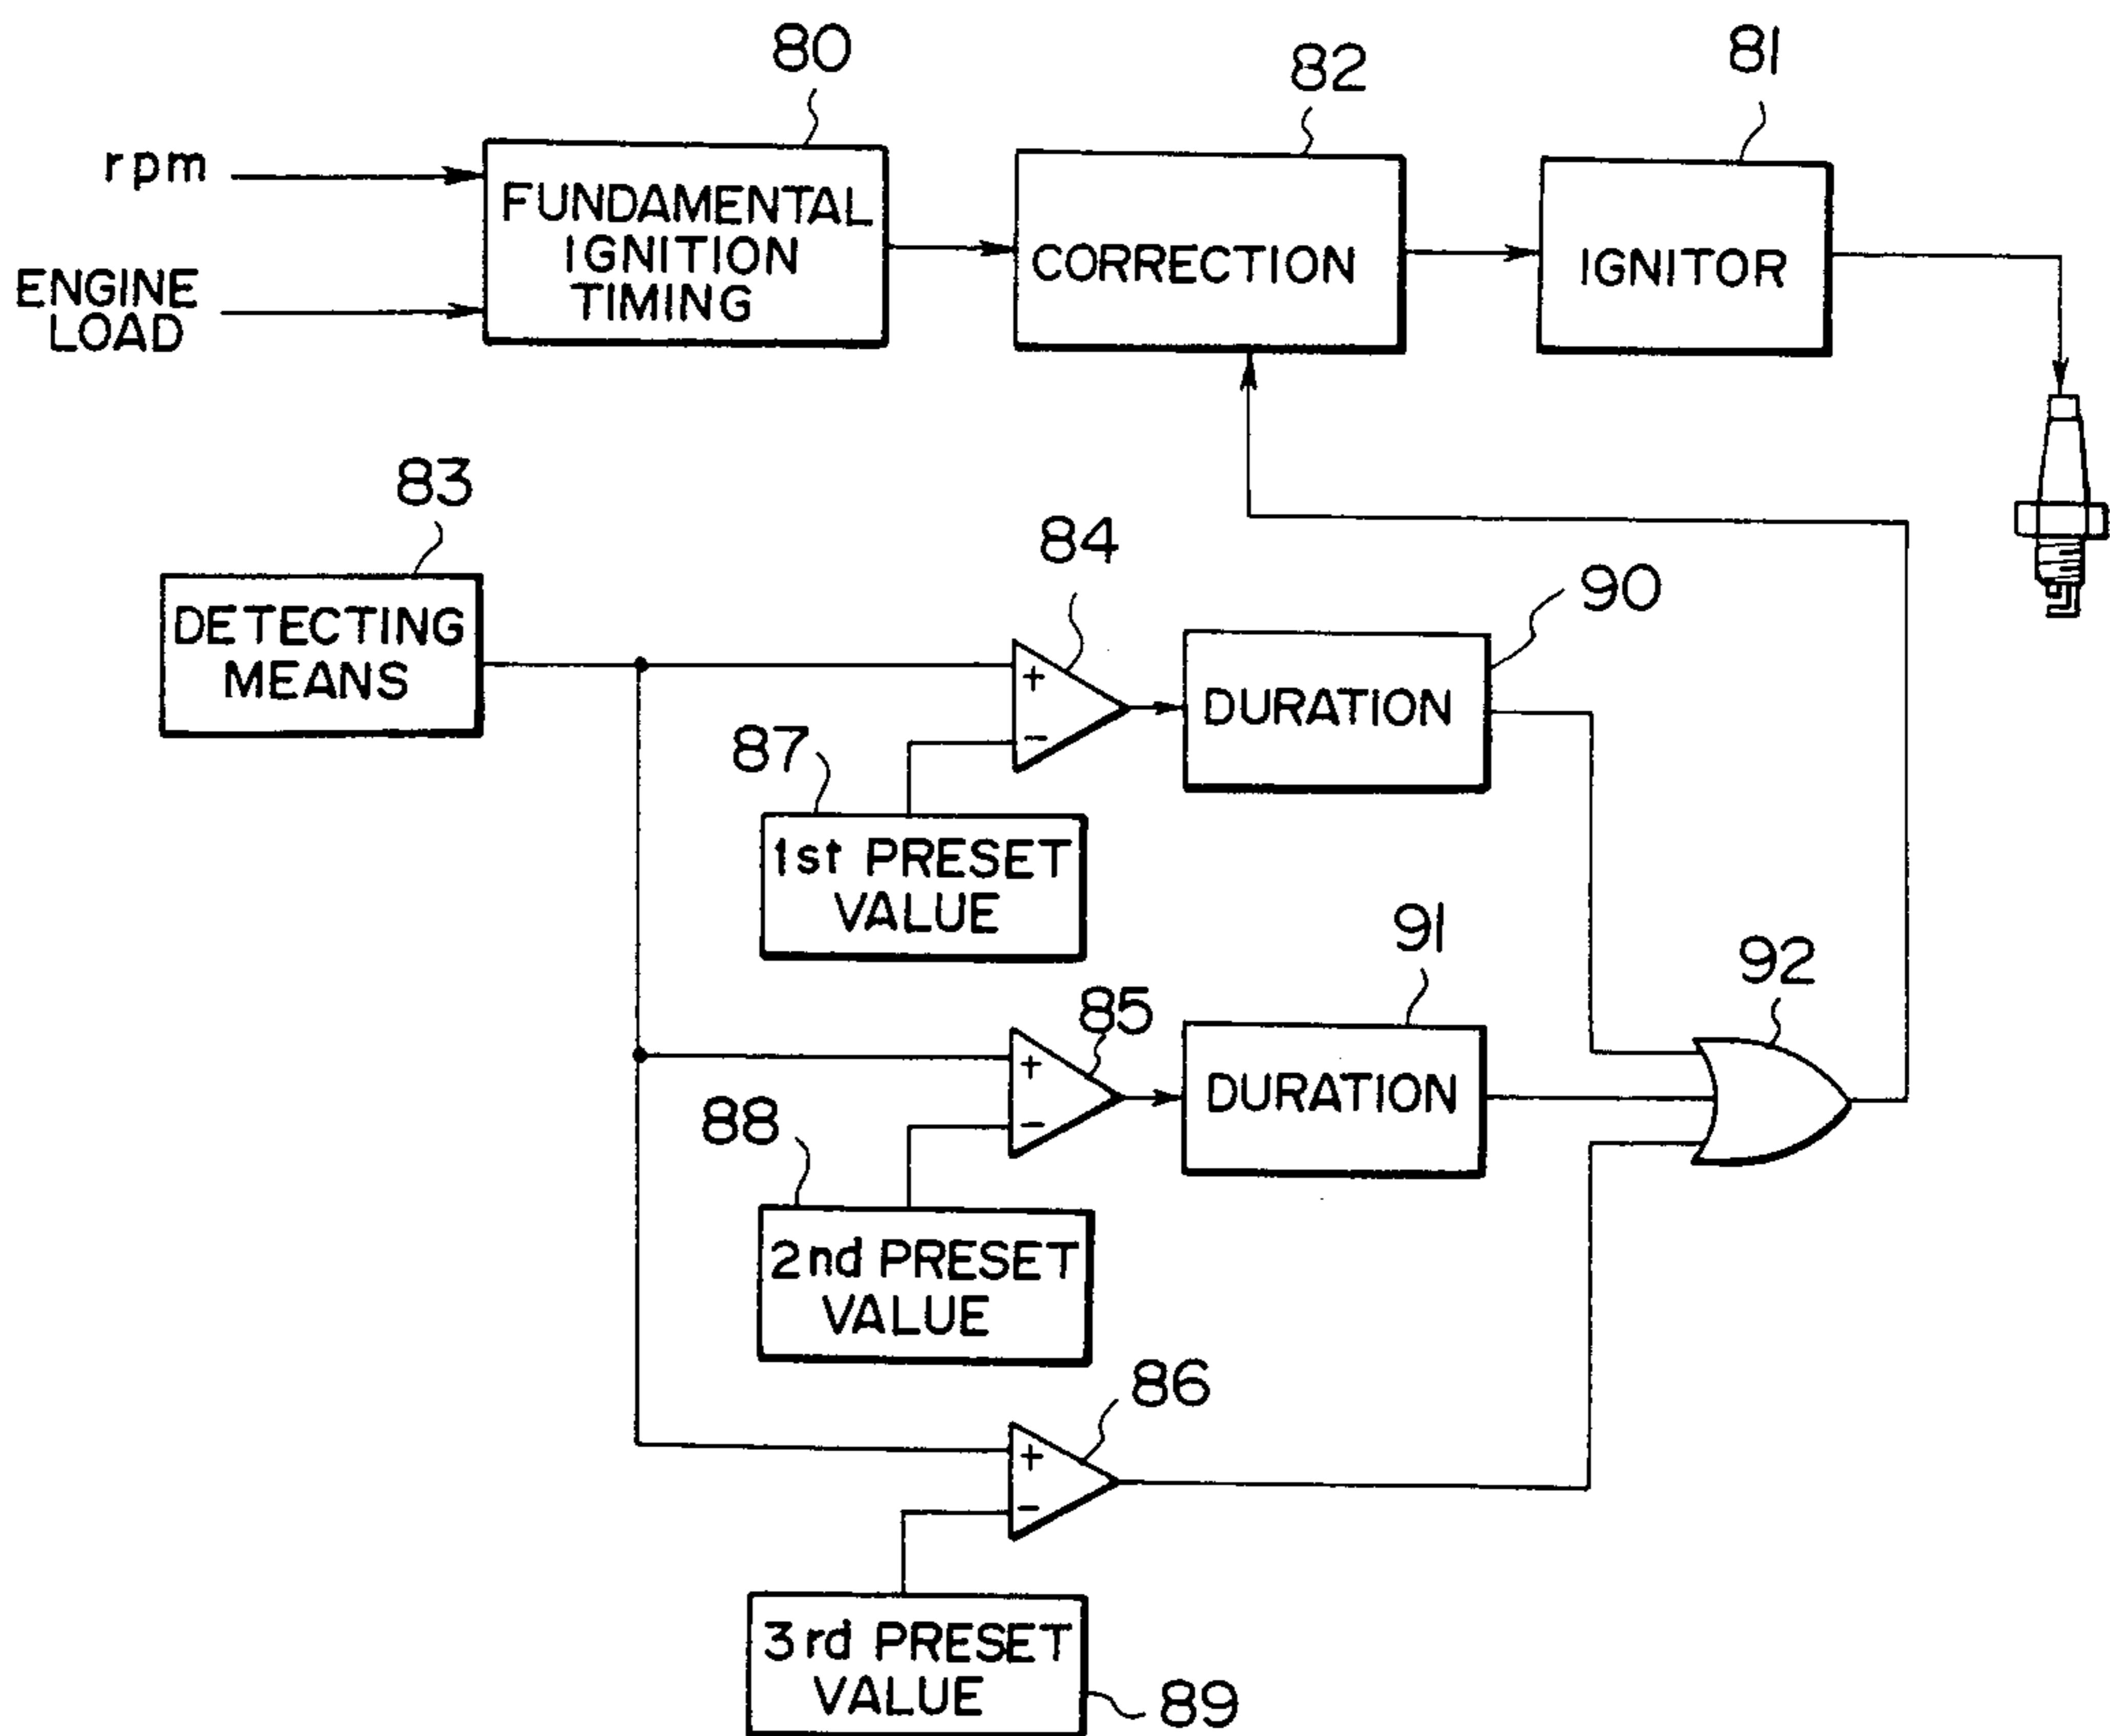 80
82
81
rpm
ENGINE
LOAD
FUNDAMENTAL
IGNITION
TIMING
CORRECTION
IGNITOR
83
DETECTING
MEANS
84
+
−
90
DURATION
87
1st PRESET
VALUE
85
+
−
91
DURATION
92
88
2nd PRESET
VALUE
86
+
−
3rd PRESET
VALUE
89